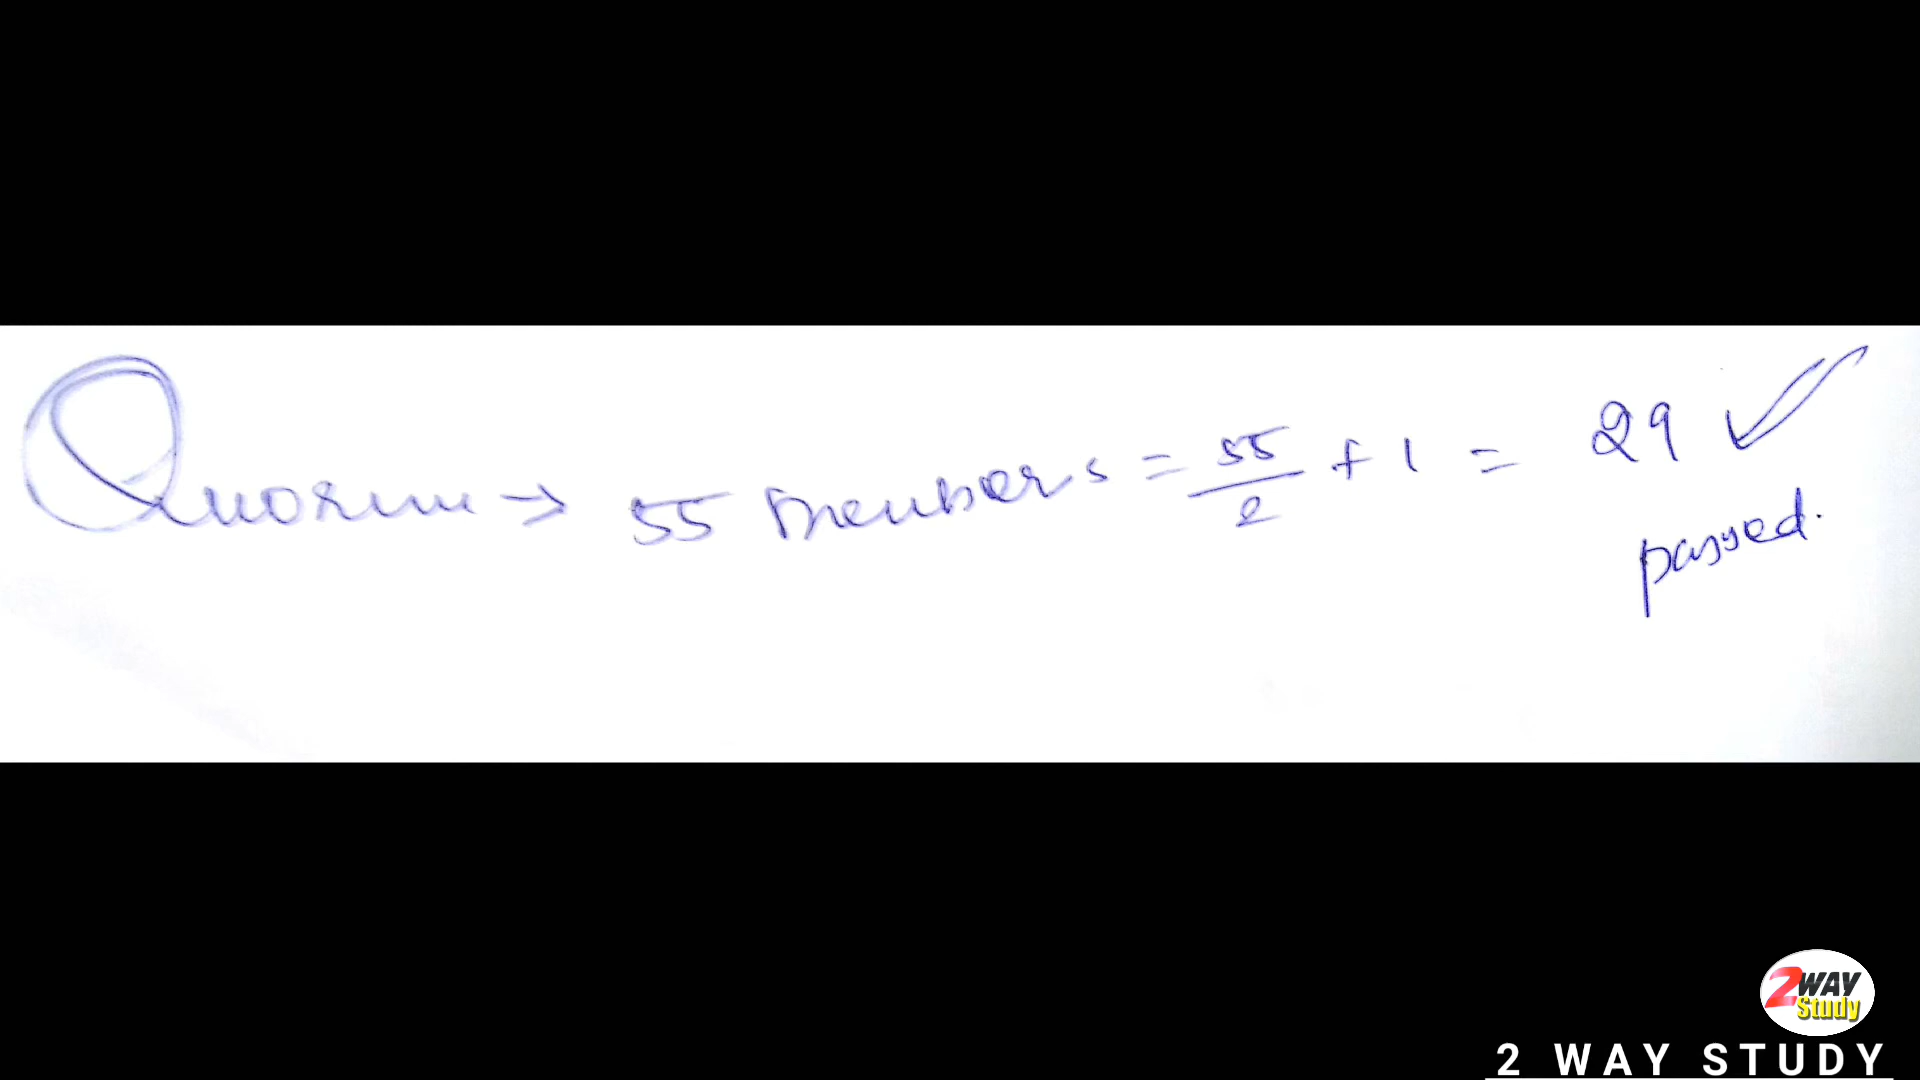 Quorum → 55 members = 55/2 + 1 = 29 ✓
passed.
2WAY
Study
2 WAY STUDY